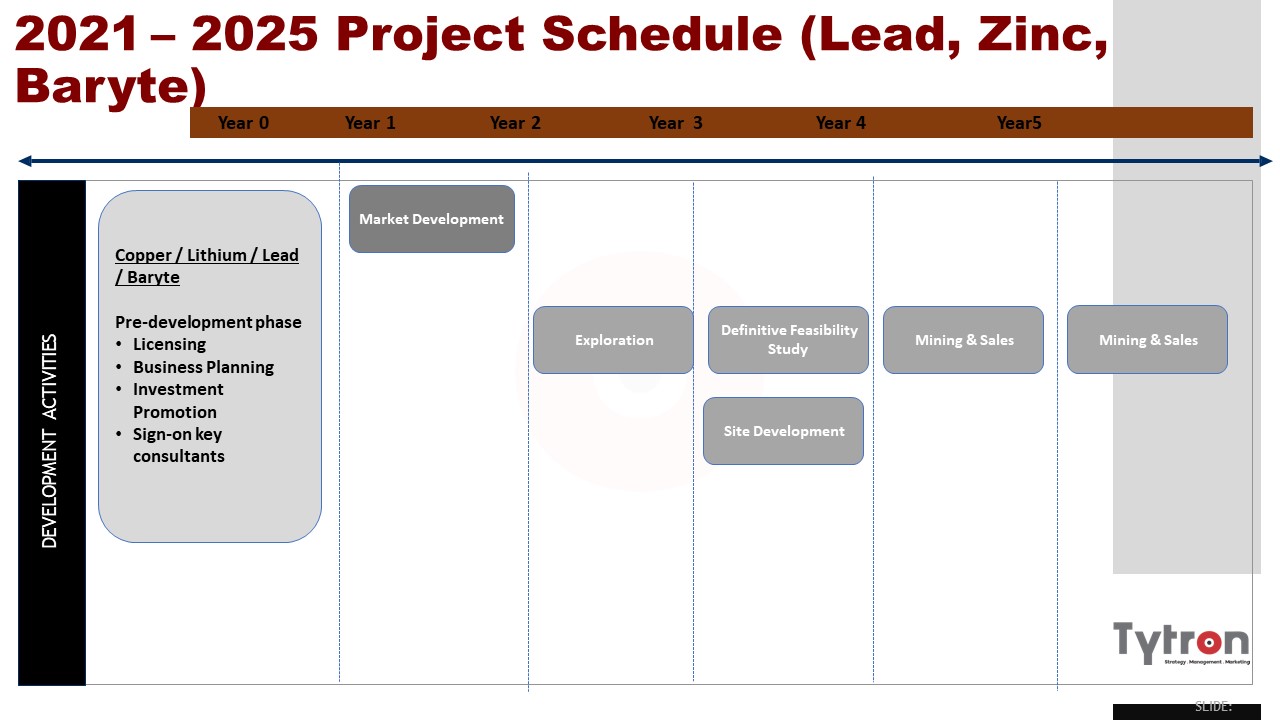 2021 – 2025 Project Schedule (Lead, Zinc,
Baryte)
Year 0 Year 1 Year 2 Year 3 Year 4 Year5
DEVELOPMENT ACTIVITIES
Copper / Lithium / Lead
/ Baryte
Pre-development phase
• Licensing
• Business Planning
• Investment
Promotion
• Sign-on key
consultants
Market Development
Exploration
Definitive Feasibility
Study
Site Development
Mining & Sales
Mining & Sales
Tytron
Strategy . Management . Marketing
SLIDE: